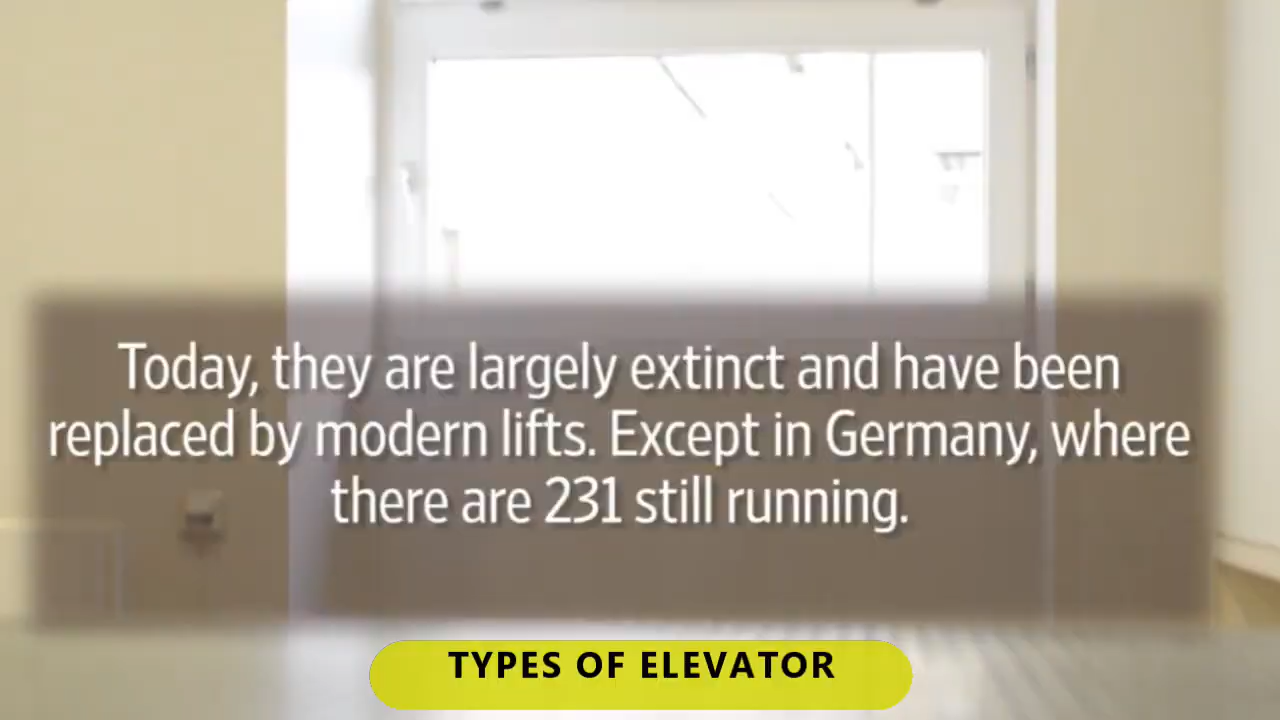 Today, they are largely extinct and have been
replaced by modern lifts. Except in Germany, where
there are 231 still running.
TYPES OF ELEVATOR